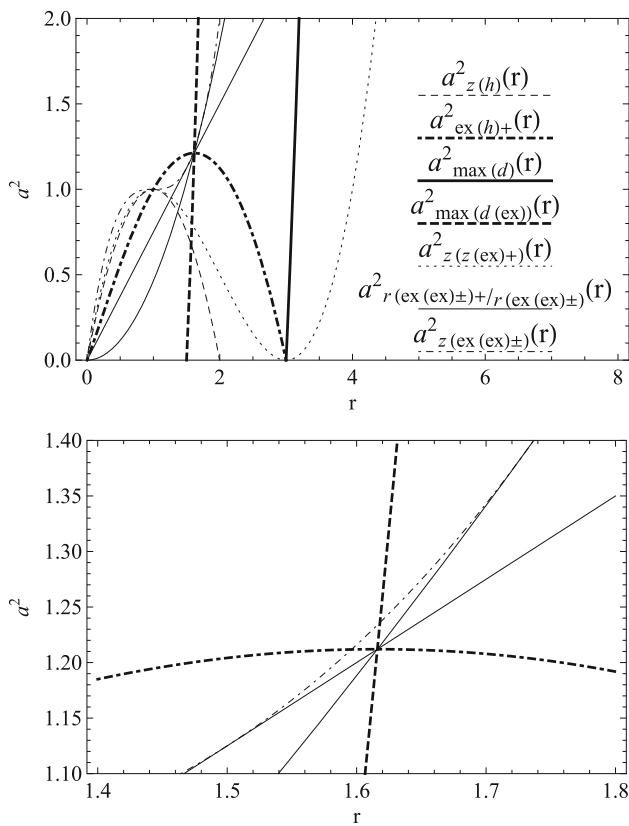 2.0
1.5
1.0
0.5
0.0
a²
0 2 4 6 8
r
a²z(h)(r)
a²ex(h)+(r)
a²max(d)(r)
a²max(d(ex))(r)
a²z(z(ex)+)(r)
a²r(ex(ex)±)+/r(ex(ex)±)(r)
a²z(ex(ex)±)(r)
1.40
1.35
1.30
1.25
1.20
1.15
1.10
a²
1.4 1.5 1.6 1.7 1.8
r